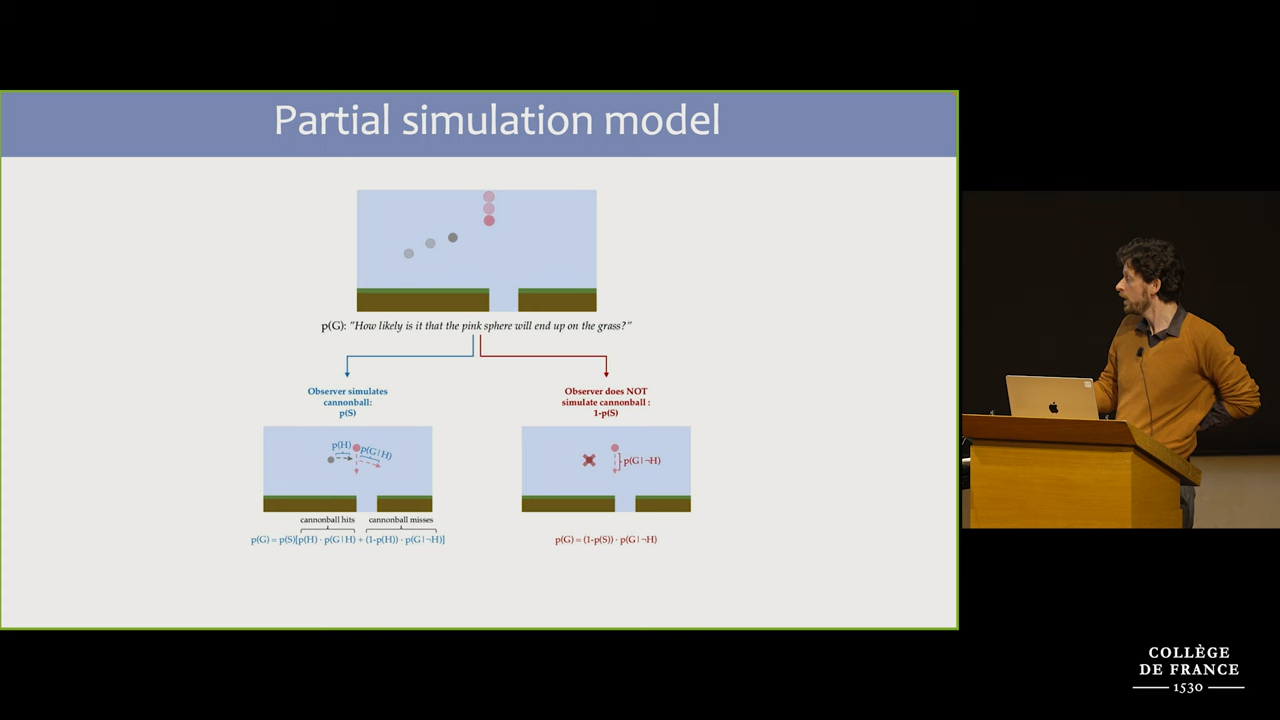 Partial simulation model
p(G): "How likely is it that the pink sphere will end up on the grass?"
Observer simulates
cannonball:
p(S)
Observer does NOT
simulate cannonball :
1-p(S)
p(H)
p(G|H)
p(G|¬H)
cannonball hits
cannonball misses
p(G) = p(S)[p(H) · p(G|H) + (1-p(H)) · p(G|¬H)]
p(G) = (1-p(S)) · p(G|¬H)
COLLÈGE
DE FRANCE
1530